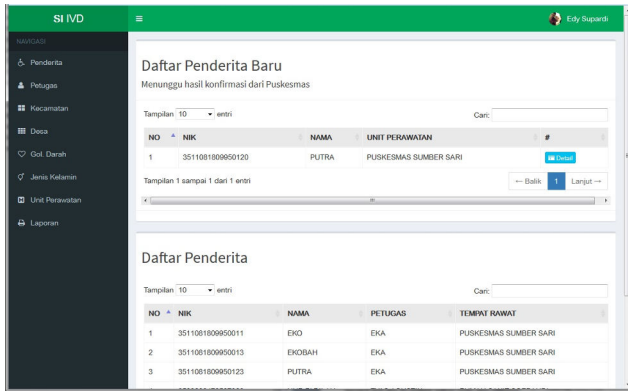 SI IVD
Edy Supardi
NAVIGASI
Penderita
Petugas
Kecamatan
Desa
Gol. Darah
Jenis Kelamin
Unit Perawatan
Laporan
Daftar Penderita Baru
Menunggu hasil konfirmasi dari Puskesmas
Tampilan 10 entri
Cari:
NO NIK NAMA UNIT PERAWATAN #
1 3511081809950120 PUTRA PUSKESMAS SUMBER SARI Detail
Tampilan 1 sampai 1 dari 1 entri
← Balik 1 Lanjut →
Daftar Penderita
Tampilan 10 entri
Cari:
NO NIK NAMA PETUGAS TEMPAT RAWAT
1 3511081809950011 EKO EKA PUSKESMAS SUMBER SARI
2 3511081809950013 EKOBAH EKA PUSKESMAS SUMBER SARI
3 3511081809950123 PUTRA EKA PUSKESMAS SUMBER SARI